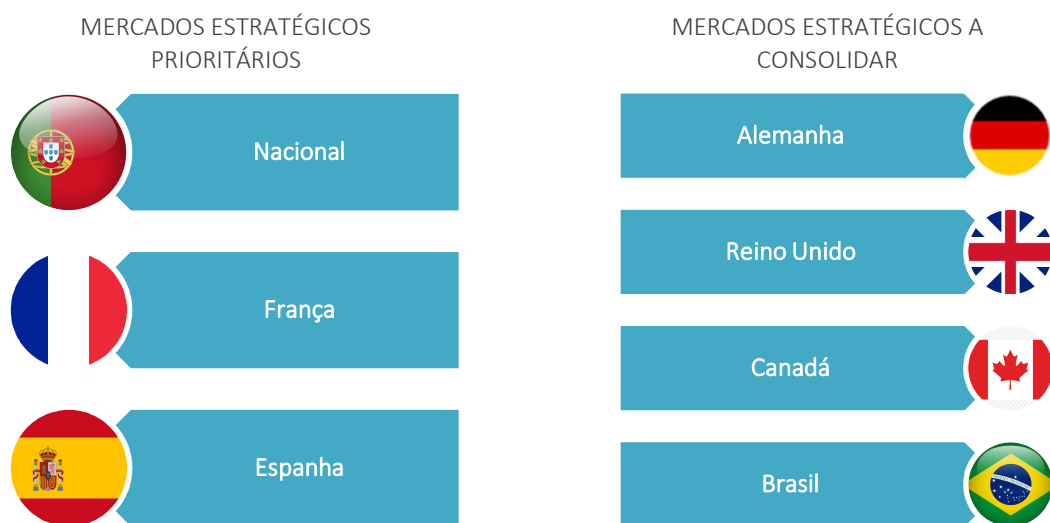 MERCADOS ESTRATÉGICOS
PRIORITÁRIOS
Nacional
França
Espanha
MERCADOS ESTRATÉGICOS A
CONSOLIDAR
Alemanha
Reino Unido
Canadá
Brasil